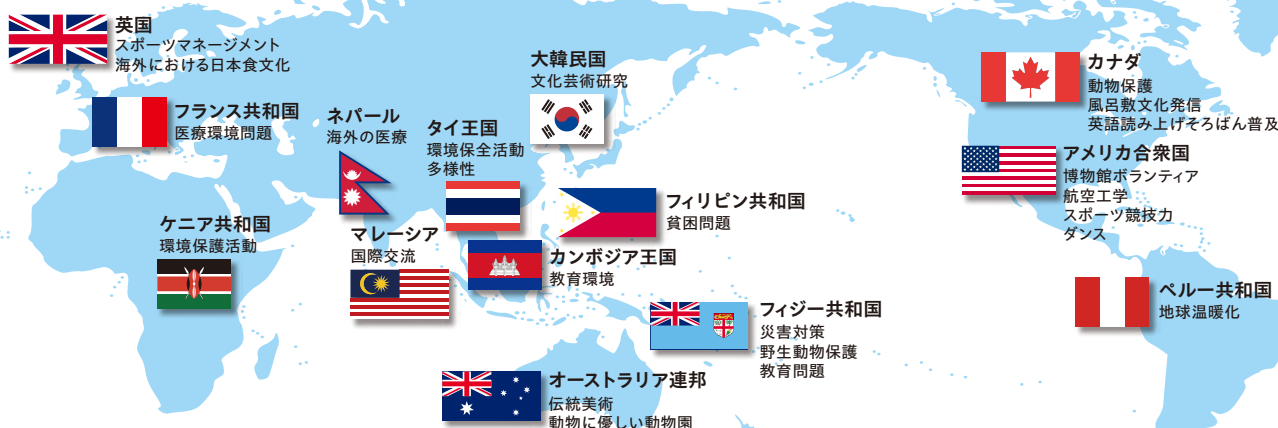 英国
スポーツマネージメント
海外における日本食文化
フランス共和国
医療環境問題
ネパール
海外の医療
タイ王国
環境保全活動
多様性
大韓民国
文化芸術研究
カナダ
動物保護
風呂敷文化発信
英語読み上げそろばん普及
アメリカ合衆国
博物館ボランティア
航空工学
スポーツ競技力
ダンス
ケニア共和国
環境保護活動
マレーシア
国際交流
フィリピン共和国
貧困問題
カンボジア王国
教育環境
フィジー共和国
災害対策
野生動物保護
教育問題
ペルー共和国
地球温暖化
オーストラリア連邦
伝統美術
動物に優しい動物園